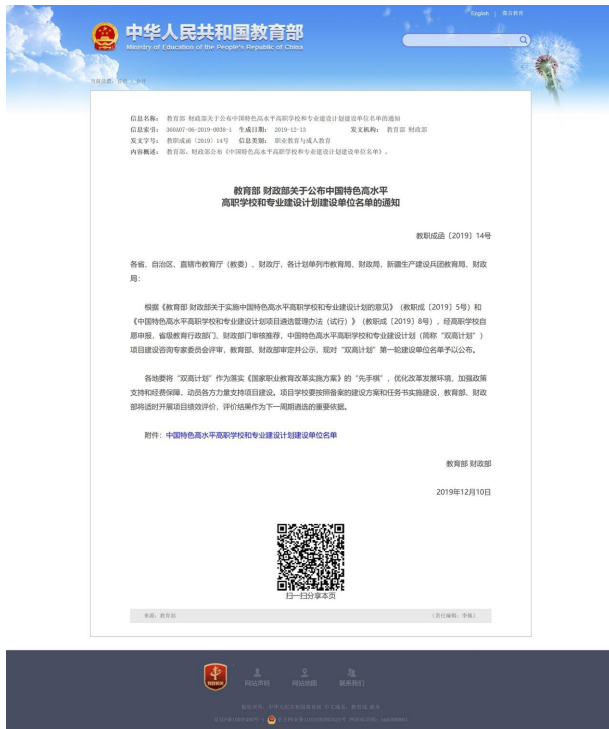 English | 微言教育
中华人民共和国教育部
Ministry of Education of the People's Republic of China
信息名称： 教育部 财政部关于公布中国特色高水平高职学校和专业建设计划建设单位名单的通知
信息索引： 360A07-06-2019-0038-1 生成日期： 2019-12-13 发文机构： 教育部 财政部
发文字号： 教职成函〔2019〕14号 信息类别： 职业教育与成人教育
内容概述： 教育部、财政部公布《中国特色高水平高职学校和专业建设计划建设单位名单》。
教育部 财政部关于公布中国特色高水平
高职学校和专业建设计划建设单位名单的通知
教职成函〔2019〕14号
各省、自治区、直辖市教育厅（教委）、财政厅，各计划单列市教育局、财政局，新疆生产建设兵团教育局、财政
局：
根据《教育部 财政部关于实施中国特色高水平高职学校和专业建设计划的意见》（教职成〔2019〕5号）和
《中国特色高水平高职学校和专业建设计划项目遴选管理办法（试行）》（教职成〔2019〕8号），经高职学校自
愿申报、省级教育行政部门、财政部门审核推荐，中国特色高水平高职学校和专业建设计划（简称“双高计划”）
项目建设咨询专家委员会评审，教育部、财政部审定并公示，现对“双高计划”第一轮建设单位名单予以公布。
各地要将“双高计划”作为落实《国家职业教育改革实施方案》的“先手棋”，优化改革发展环境，加强政策
支持和经费保障，动员各方力量支持项目建设。项目学校要按照备案的建设方案和任务书实施建设，教育部、财政
部将适时开展项目绩效评价，评价结果作为下一周期遴选的重要依据。
附件：中国特色高水平高职学校和专业建设计划建设单位名单
教育部 财政部
2019年12月10日
扫一扫分享本页
来源：教育部
网站声明 网站地图 联系我们